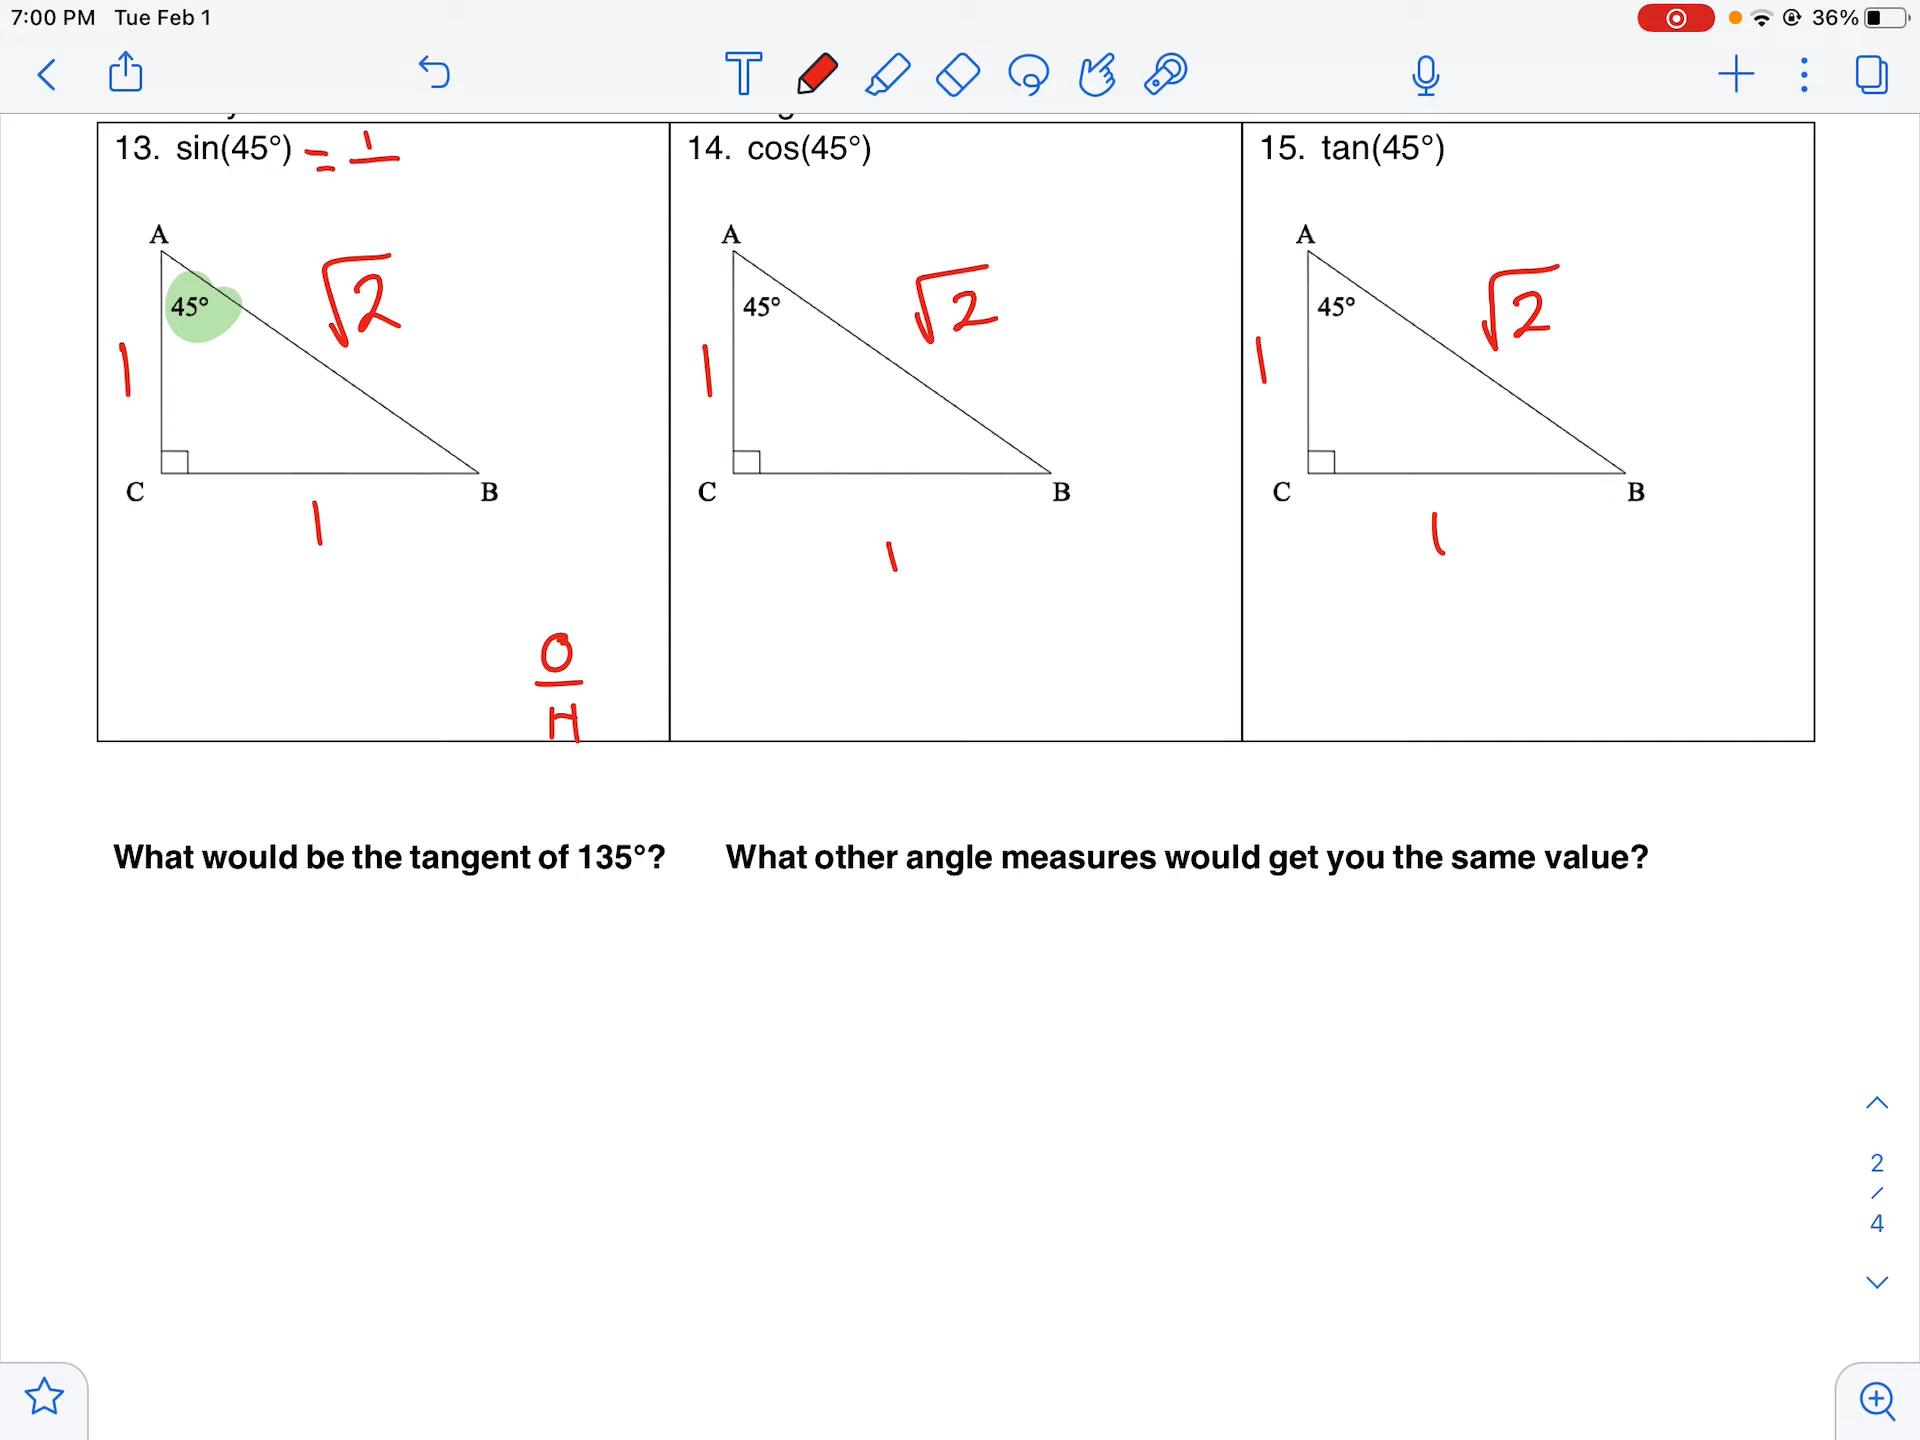 7:00 PM Tue Feb 1
36%
T
13. sin(45°) = 1
14. cos(45°)
15. tan(45°)
A
A
A
45°
√2
45°
√2
45°
√2
1
1
1
C
B
C
B
C
B
1
1
1
O
H
What would be the tangent of 135°? What other angle measures would get you the same value?
2
/
4